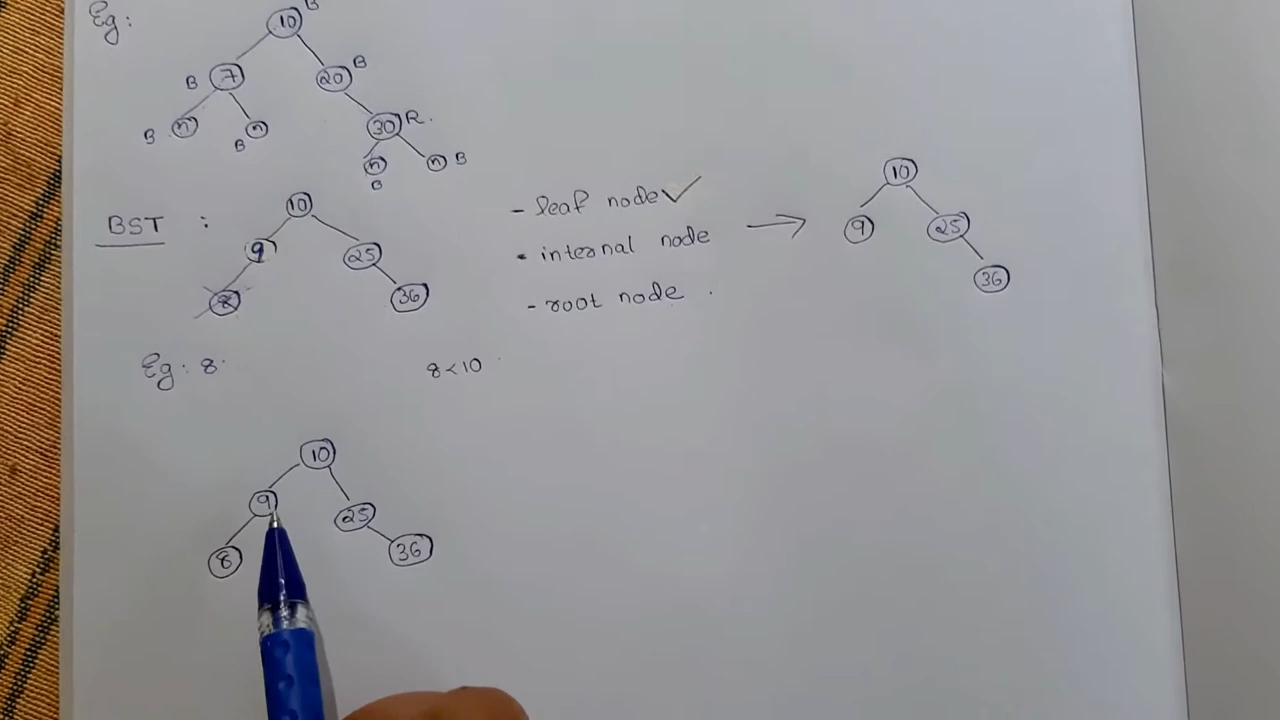 Eg:
10 B
B 7
20 B
B n
n B
30 R.
n B
n B
BST :
10
9
25
8
36
- leaf node ✓
- internal node
- root node .
→
10
9
25
36
Eg: 8.
8<10
10
9
25
8
36